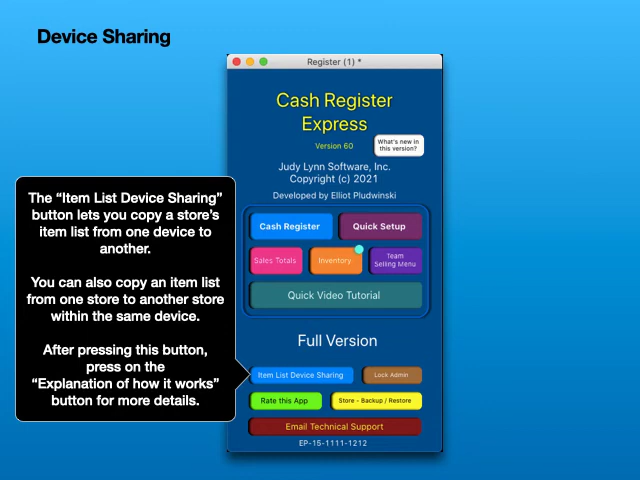 Device Sharing
Register (1) *
Cash Register
Express
Version 60
What's new in
this version?
Judy Lynn Software, Inc.
Copyright (c) 2021
Developed by Elliot Pludwinski
Cash Register
Quick Setup
Sales Totals
Inventory
Team
Selling Menu
Quick Video Tutorial
Full Version
Item List Device Sharing
Lock Admin
Rate this App
Store - Backup / Restore
Email Technical Support
EP-15-1111-1212
The “Item List Device Sharing”
button lets you copy a store’s
item list from one device to
another.
You can also copy an item list
from one store to another store
within the same device.
After pressing this button,
press on the
“Explanation of how it works”
button for more details.